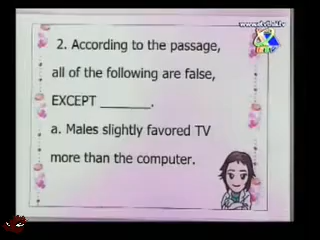 2. According to the passage,
all of the following are false,
EXCEPT _______.
a. Males slightly favored TV
more than the computer.